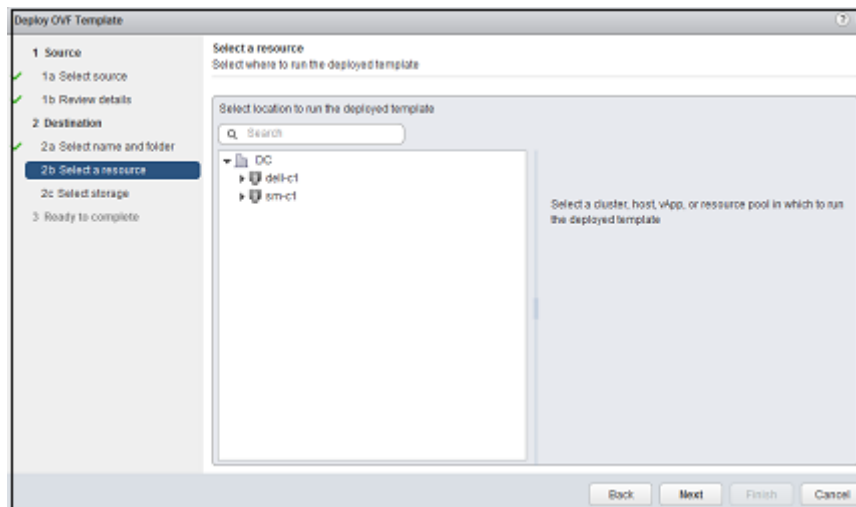 Deploy OVF Template
?
1 Source
1a Select source
1b Review details
2 Destination
2a Select name and folder
2b Select a resource
2c Select storage
3 Ready to complete
Select a resource
Select where to run the deployed template
Select location to run the deployed template
Search
DC
dell-c1
sm-c1
Select a cluster, host, vApp, or resource pool in which to run
the deployed template
Back Next Finish Cancel